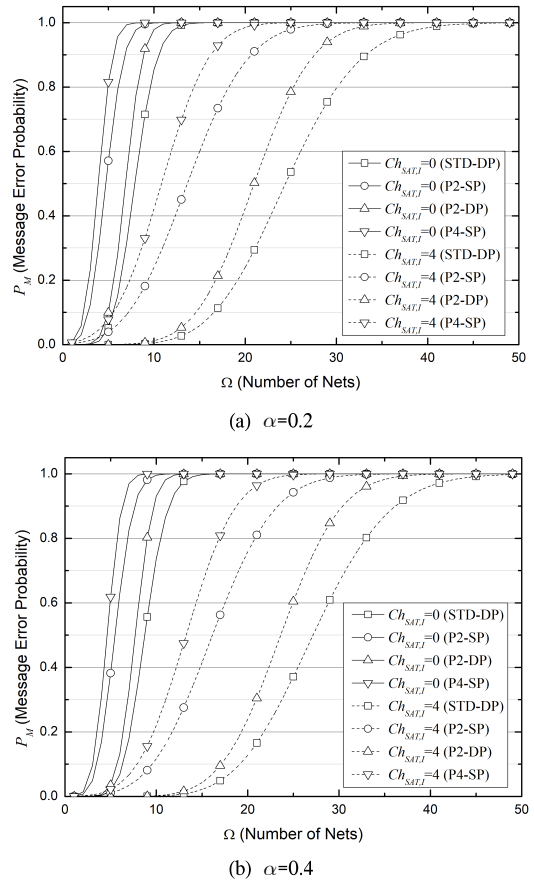 1.0
0.8
0.6
0.4
0.2
0.0
P_M (Message Error Probability)
Ch_SAT,I=0 (STD-DP)
Ch_SAT,I=0 (P2-SP)
Ch_SAT,I=0 (P2-DP)
Ch_SAT,I=0 (P4-SP)
Ch_SAT,I=4 (STD-DP)
Ch_SAT,I=4 (P2-SP)
Ch_SAT,I=4 (P2-DP)
Ch_SAT,I=4 (P4-SP)
0 10 20 30 40 50
Ω (Number of Nets)
(a) α=0.2
1.0
0.8
0.6
0.4
0.2
0.0
P_M (Message Error Probability)
Ch_SAT,I=0 (STD-DP)
Ch_SAT,I=0 (P2-SP)
Ch_SAT,I=0 (P2-DP)
Ch_SAT,I=0 (P4-SP)
Ch_SAT,I=4 (STD-DP)
Ch_SAT,I=4 (P2-SP)
Ch_SAT,I=4 (P2-DP)
Ch_SAT,I=4 (P4-SP)
0 10 20 30 40 50
Ω (Number of Nets)
(b) α=0.4